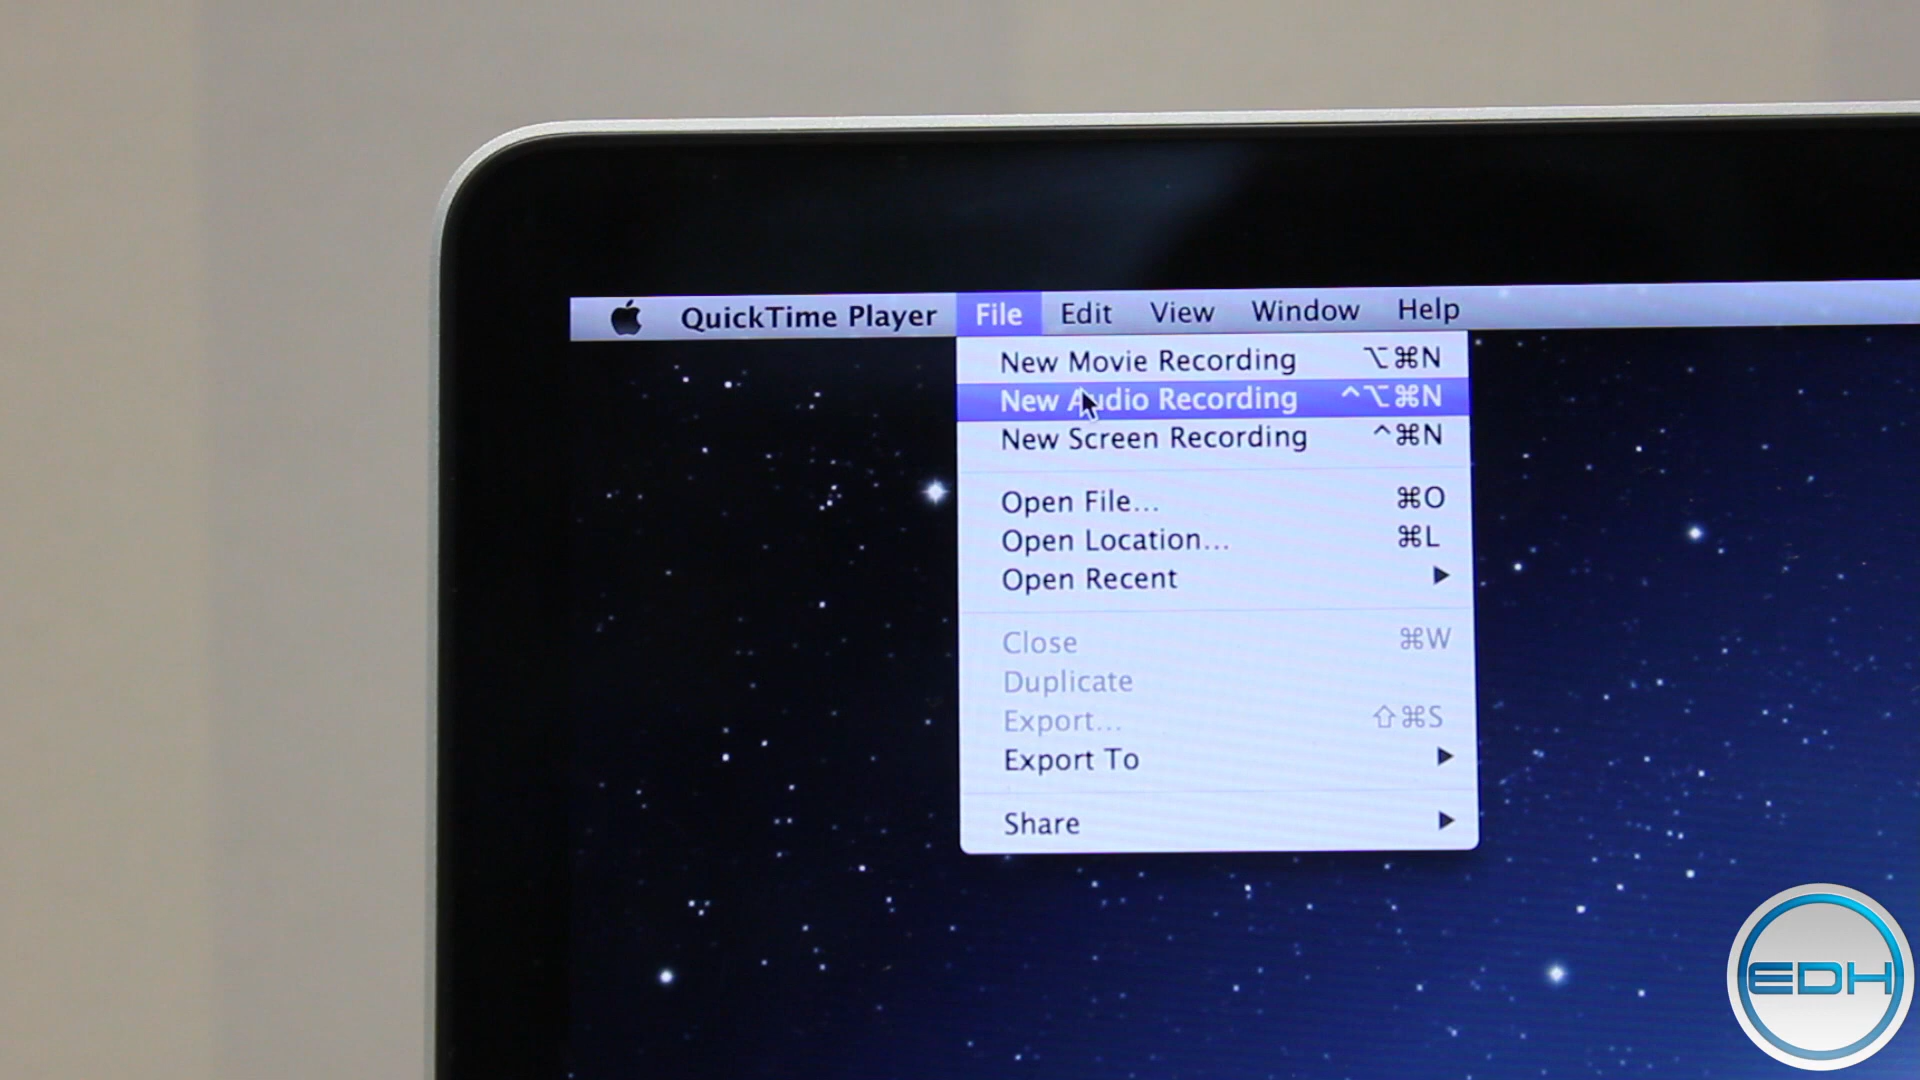 QuickTime Player File Edit View Window Help
New Movie Recording ⌥⌘N
New Audio Recording ^⌥⌘N
New Screen Recording ^⌘N
Open File... ⌘O
Open Location... ⌘L
Open Recent ▶
Close ⌘W
Duplicate
Export... ⇧⌘S
Export To ▶
Share ▶
EDH